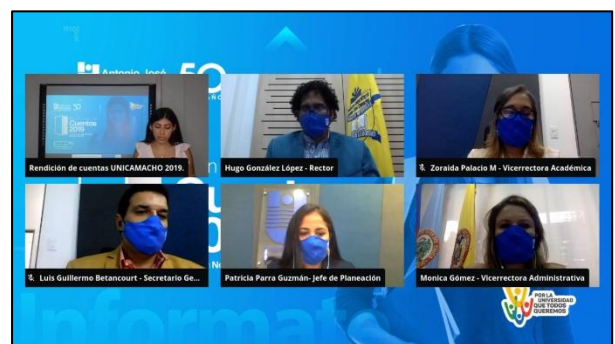 Antonio José
50
AÑO
Cuentas
2019
Rendición de cuentas UNICAMACHO 2019.
Hugo González López - Rector
Zoraida Palacio M - Vicerrectora Académica
Luis Guillermo Betancourt - Secretario Ge...
Patricia Parra Guzmán- Jefe de Planeación
Monica Gómez - Vicerrectora Administrativa
POR LA
UNIVERSIDAD
QUE TODOS
QUEREMOS
Informate